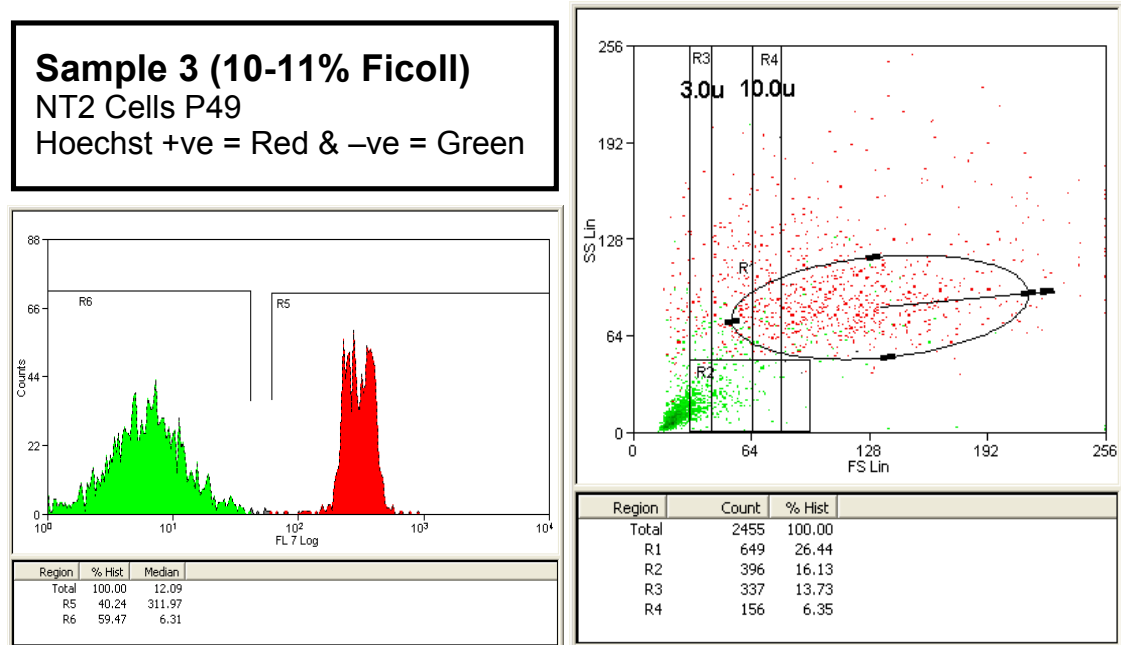 Sample 3 (10-11% Ficoll)
NT2 Cells P49
Hoechst +ve = Red & –ve = Green
88
66
44
22
0
Counts
R6
R5
10⁰ 10¹ 10² 10³ 10⁴
FL 7 Log
Region % Hist Median
Total 100.00 12.09
R5 40.24 311.97
R6 59.47 6.31
256
192
128
64
0
SS Lin
R3 R4
3.0u 10.0u
R1
R2
0 64 128 192 256
FS Lin
Region Count % Hist
Total 2455 100.00
R1 649 26.44
R2 396 16.13
R3 337 13.73
R4 156 6.35